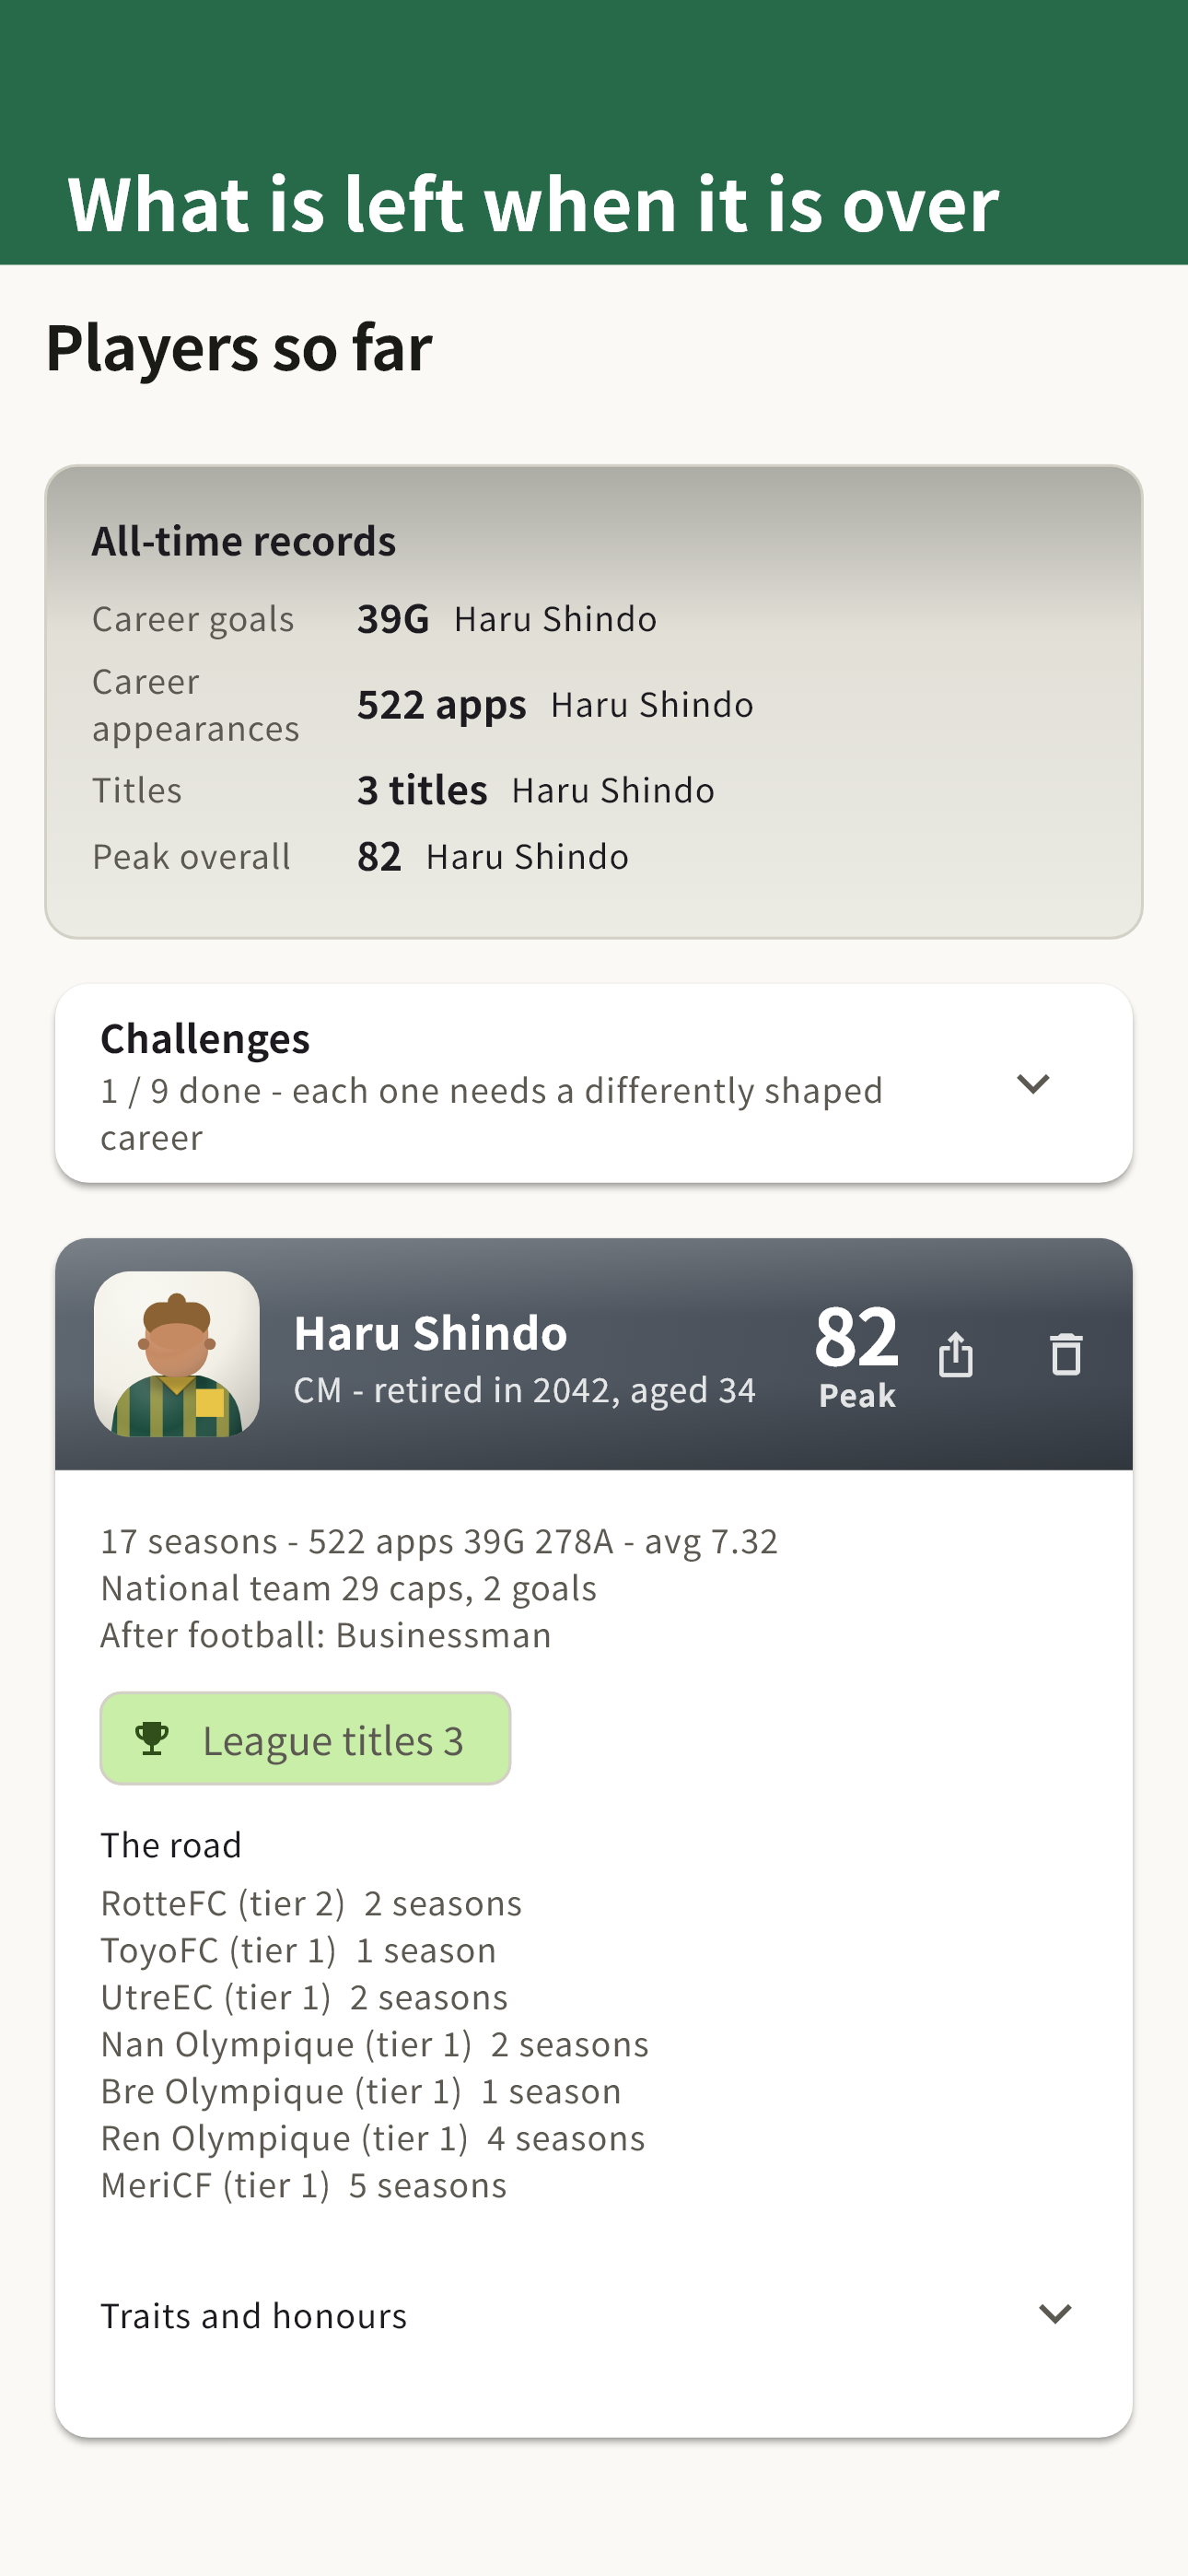 What is left when it is over
Players so far
All-time records
Career goals 39G Haru Shindo
Career
appearances 522 apps Haru Shindo
Titles 3 titles Haru Shindo
Peak overall 82 Haru Shindo
Challenges
1 / 9 done - each one needs a differently shaped
career
Haru Shindo
CM - retired in 2042, aged 34
82
Peak
17 seasons - 522 apps 39G 278A - avg 7.32
National team 29 caps, 2 goals
After football: Businessman
League titles 3
The road
RotteFC (tier 2) 2 seasons
ToyoFC (tier 1) 1 season
UtreEC (tier 1) 2 seasons
Nan Olympique (tier 1) 2 seasons
Bre Olympique (tier 1) 1 season
Ren Olympique (tier 1) 4 seasons
MeriCF (tier 1) 5 seasons
Traits and honours